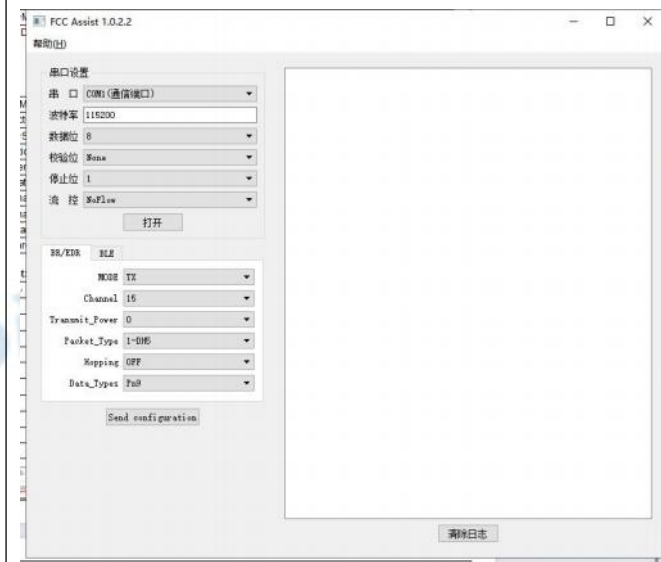 FCC Assist 1.0.2.2
帮助(H)
串口设置
串 口 COM1(通信端口)
波特率 115200
数据位 8
校验位 None
停止位 1
流 控 NoFlow
打开
BR/EDR BLE
MODE TX
Channel 16
Transmit_Power 0
Packet_Type 1-DH5
Hopping OFF
Data_Types Pn9
Send configuration
清除日志